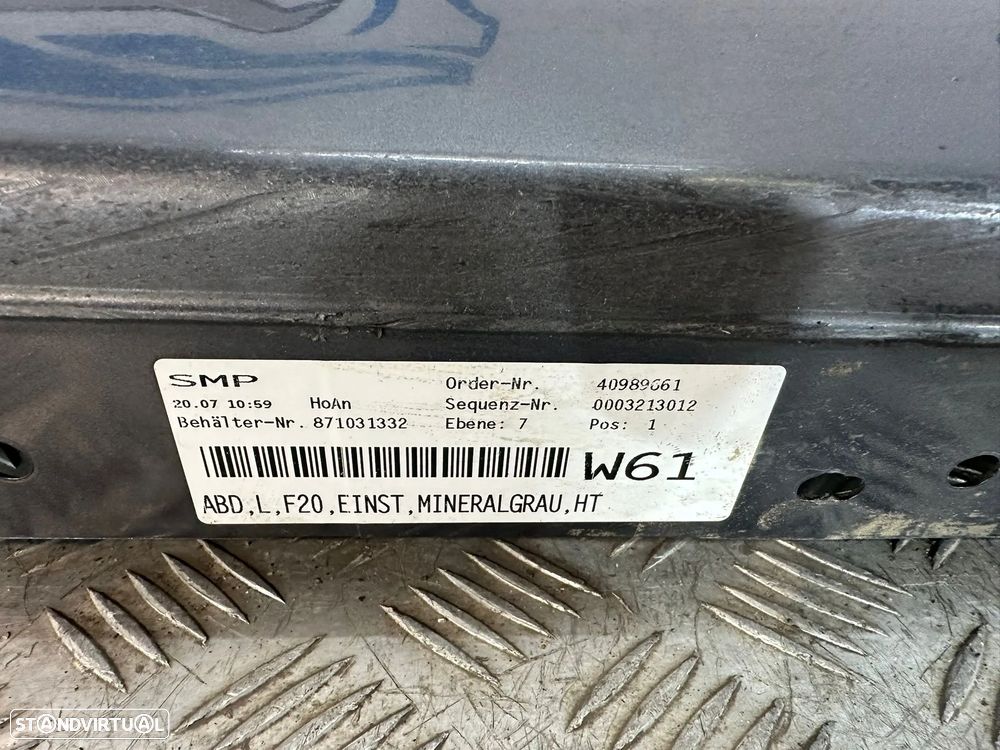 SMP
Order-Nr. 40989661
20.07 10:59 HoAn Sequenz-Nr. 0003213012
Behälter-Nr. 871031332 Ebene: 7 Pos: 1
W61
ABD,L,F20,EINST,MINERALGRAU,HT
STANDVIRTUAL